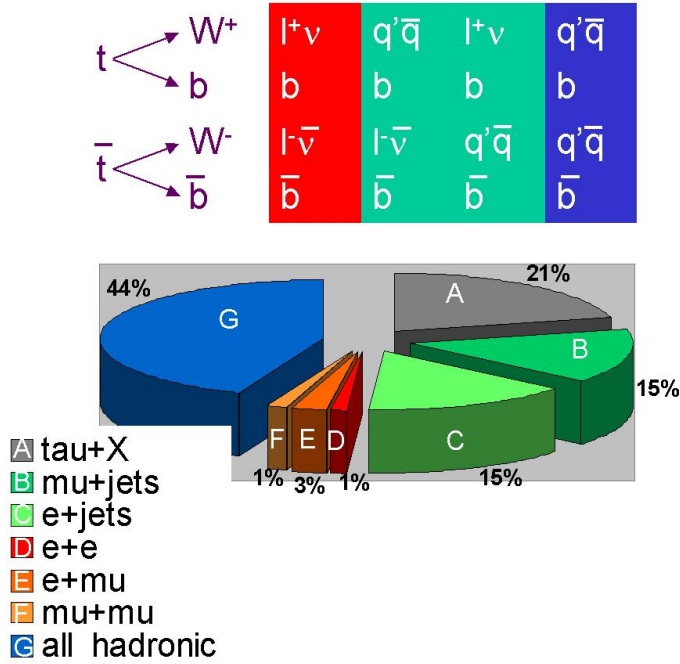 t W⁺ l⁺ν q'q̅ l⁺ν q'q̅
b b b b b
t̅ W⁻ l⁻ν̅ l⁻ν̅ q'q̅ q'q̅
b̅ b̅ b̅ b̅ b̅
44% 21%
G A
B
15%
F E D C
1% 3% 1% 15%
A tau+X
B mu+jets
C e+jets
D e+e
E e+mu
F mu+mu
G all hadronic